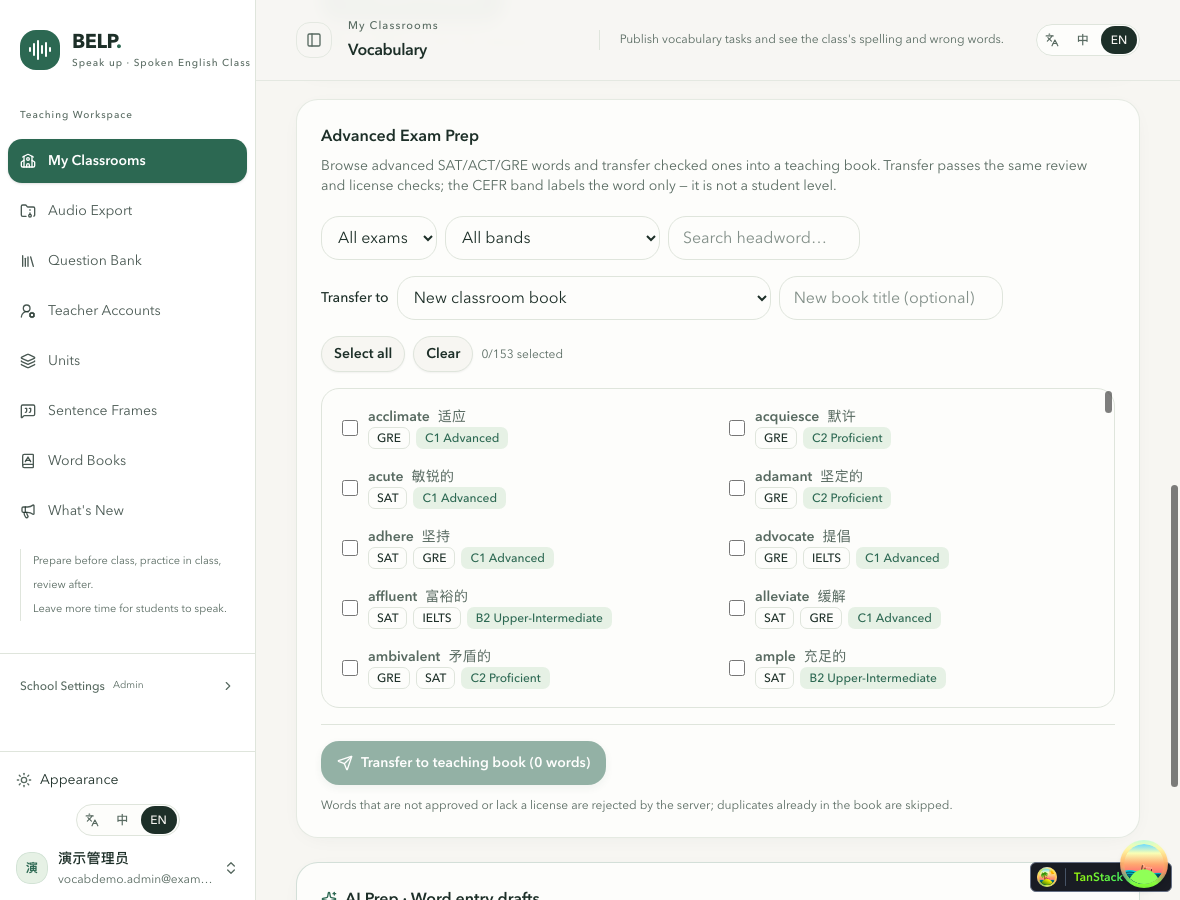 BELP.
Speak up · Spoken English Class
Teaching Workspace
My Classrooms
Audio Export
Question Bank
Teacher Accounts
Units
Sentence Frames
Word Books
What's New
Prepare before class, practice in class,
review after.
Leave more time for students to speak.
School Settings Admin
Appearance
中 EN
演 演示管理员
vocabdemo.admin@exam...
My Classrooms
Vocabulary
Publish vocabulary tasks and see the class's spelling and wrong words.
中 EN
Advanced Exam Prep
Browse advanced SAT/ACT/GRE words and transfer checked ones into a teaching book. Transfer passes the same review
and license checks; the CEFR band labels the word only — it is not a student level.
All exams All bands Search headword…
Transfer to New classroom book New book title (optional)
Select all Clear 0/153 selected
acclimate 适应
GRE C1 Advanced
acquiesce 默许
GRE C2 Proficient
acute 敏锐的
SAT C1 Advanced
adamant 坚定的
GRE C2 Proficient
adhere 坚持
SAT GRE C1 Advanced
advocate 提倡
GRE IELTS C1 Advanced
affluent 富裕的
SAT IELTS B2 Upper-Intermediate
alleviate 缓解
SAT GRE C1 Advanced
ambivalent 矛盾的
GRE SAT C2 Proficient
ample 充足的
SAT B2 Upper-Intermediate
Transfer to teaching book (0 words)
Words that are not approved or lack a license are rejected by the server; duplicates already in the book are skipped.
AI Prep · Word entry drafts
TanStack